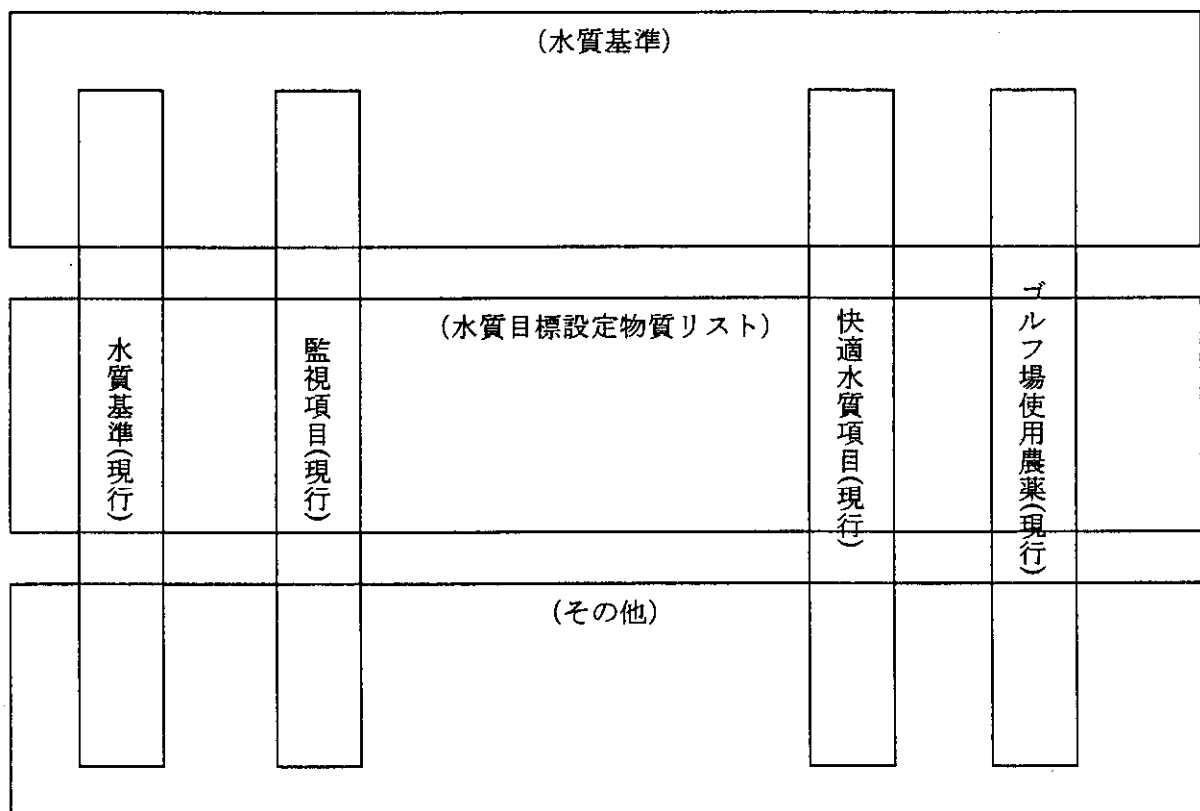 (水質基準)
(水質目標設定物質リスト)
水質基準(現行)
監視項目(現行)
快適水質項目(現行)
ゴルフ場使用農薬(現行)
(その他)